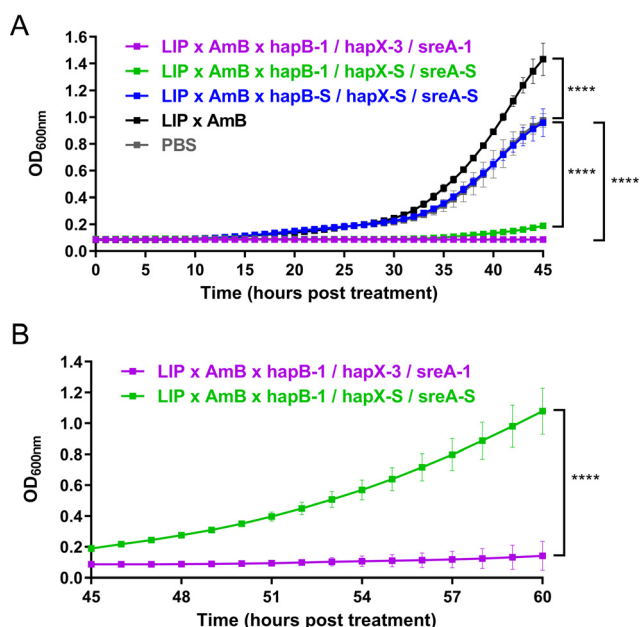 A
1.6
1.4
1.2
1.0
0.8
0.6
0.4
0.2
0.0
OD600nm
LIP x AmB x hapB-1 / hapX-3 / sreA-1
LIP x AmB x hapB-1 / hapX-S / sreA-S
LIP x AmB x hapB-S / hapX-S / sreA-S
LIP x AmB
PBS
****
****
****
0 5 10 15 20 25 30 35 40 45
Time (hours post treatment)
B
1.4
1.2
1.0
0.8
0.6
0.4
0.2
0.0
OD600nm
LIP x AmB x hapB-1 / hapX-3 / sreA-1
LIP x AmB x hapB-1 / hapX-S / sreA-S
****
45 48 51 54 57 60
Time (hours post treatment)